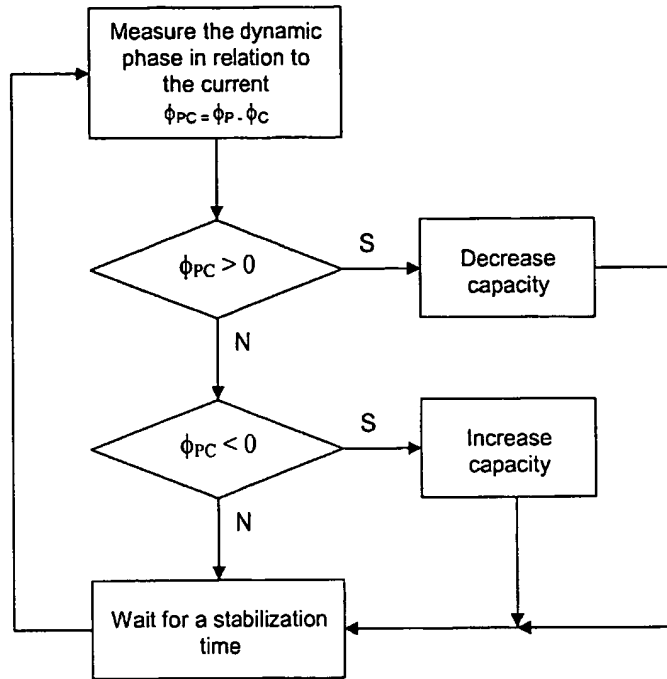 Measure the dynamic
phase in relation to
the current
ϕPC = ϕP - ϕC
ϕPC > 0
S
Decrease
capacity
N
ϕPC < 0
S
Increase
capacity
N
Wait for a stabilization
time